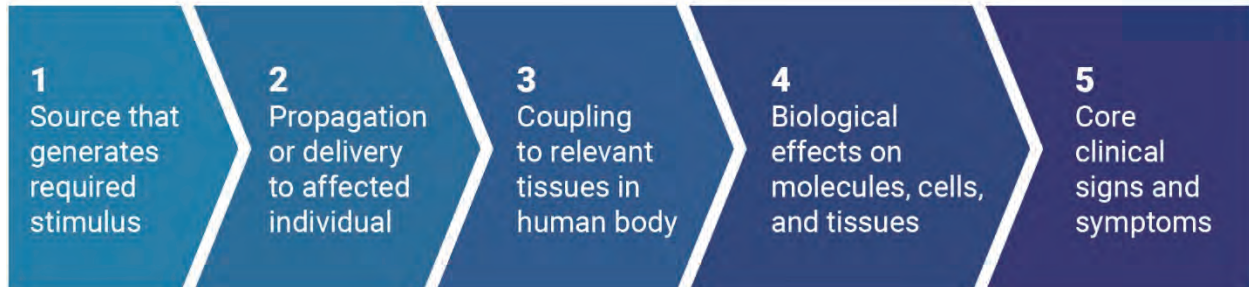 1
Source that
generates
required
stimulus
2
Propagation
or delivery
to affected
individual
3
Coupling
to relevant
tissues in
human body
4
Biological
effects on
molecules, cells,
and tissues
5
Core
clinical
signs and
symptoms